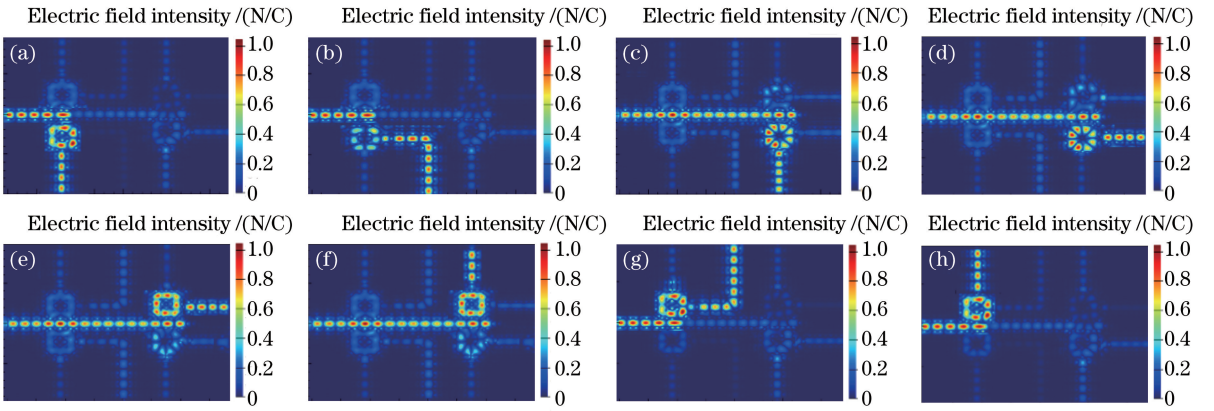 Electric field intensity /(N/C) Electric field intensity /(N/C) Electric field intensity /(N/C) Electric field intensity /(N/C)
(a) 1.0 0.8 0.6 0.4 0.2 0
(b) 1.0 0.8 0.6 0.4 0.2 0
(c) 1.0 0.8 0.6 0.4 0.2 0
(d) 1.0 0.8 0.6 0.4 0.2 0
Electric field intensity /(N/C) Electric field intensity /(N/C) Electric field intensity /(N/C) Electric field intensity /(N/C)
(e) 1.0 0.8 0.6 0.4 0.2 0
(f) 1.0 0.8 0.6 0.4 0.2 0
(g) 1.0 0.8 0.6 0.4 0.2 0
(h) 1.0 0.8 0.6 0.4 0.2 0